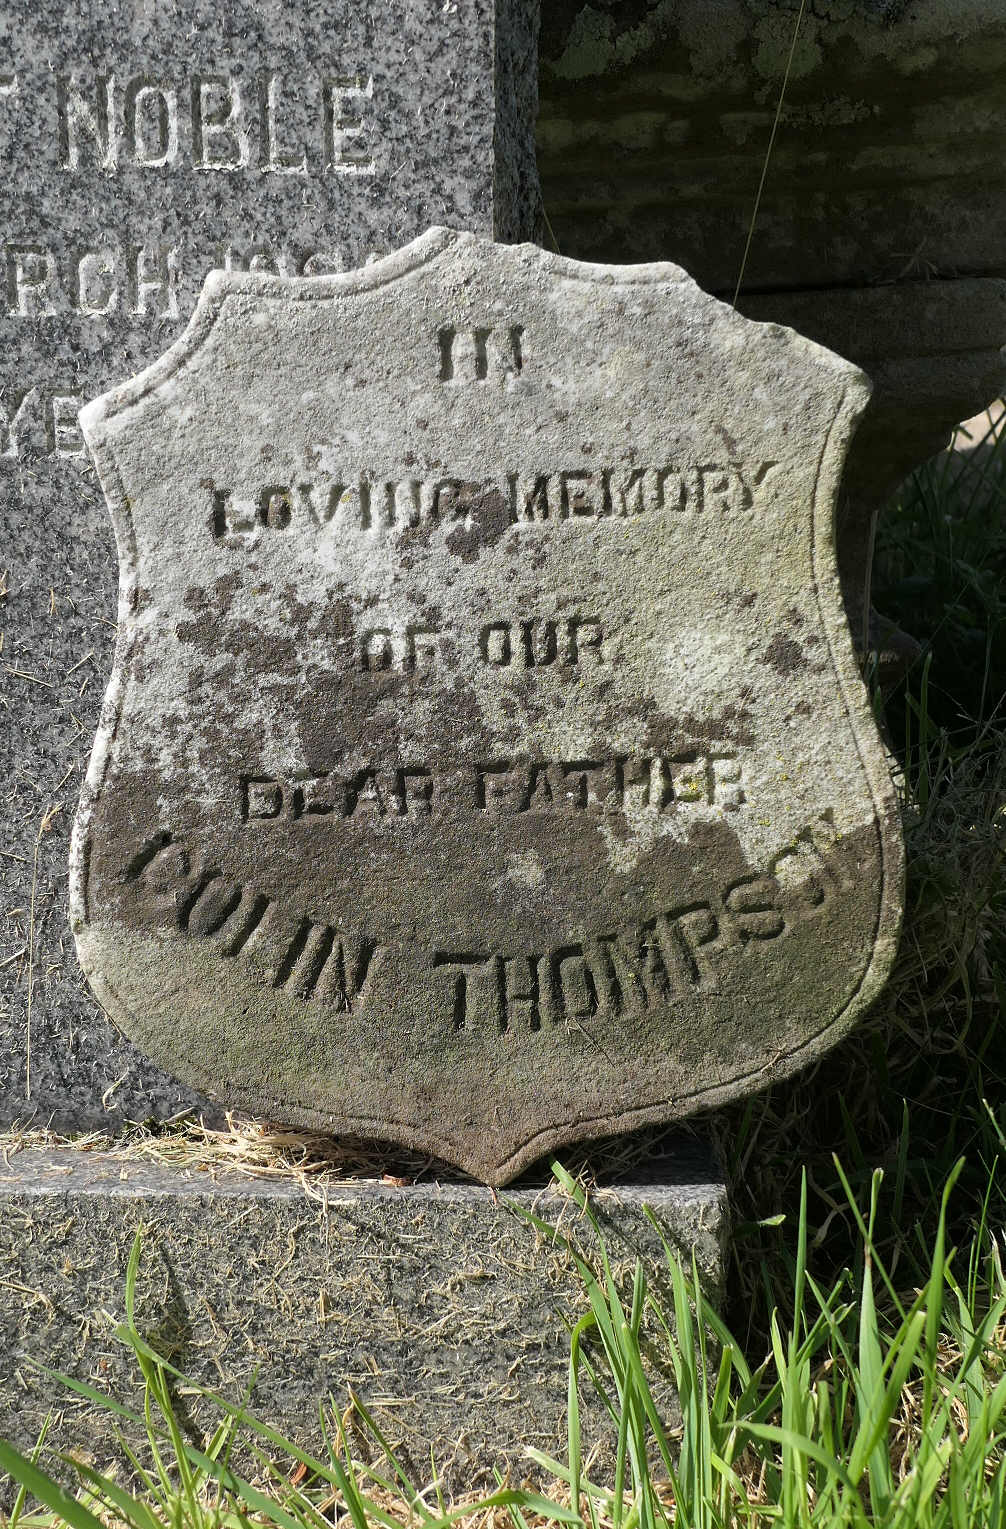 NOBLE
IN
LOVING MEMORY
OF OUR
DEAR FATHER
COLIN THOMPSON